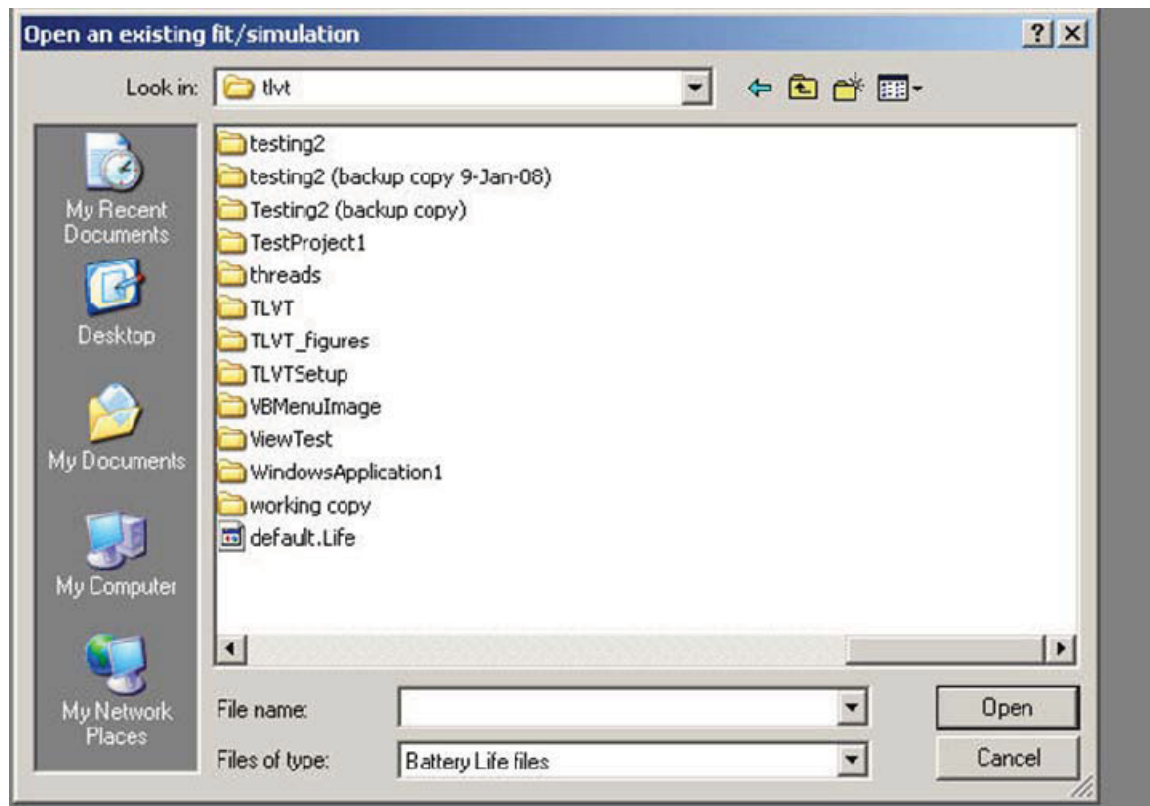 Open an existing fit/simulation
Look in: tlvt
My Recent
Documents
Desktop
My Documents
My Computer
My Network
Places
testing2
testing2 (backup copy 9-Jan-08)
Testing2 (backup copy)
TestProject1
threads
TLVT
TLVT_figures
TLVTSetup
VBMenuImage
ViewTest
WindowsApplication1
working copy
default.Life
File name:
Open
Files of type: Battery Life files
Cancel